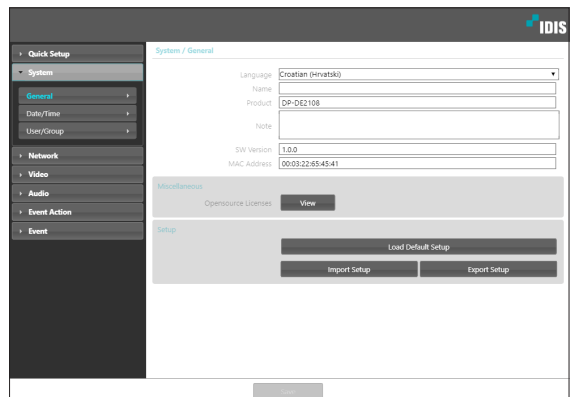 IDIS
Quick Setup
System
General
Date/Time
User/Group
Network
Video
Audio
Event Action
Event
System / General
Language Croatian (Hrvatski)
Name
Product DP-DE2108
Note
SW Version 1.0.0
MAC Address 00:03:22:65:45:41
Miscellaneous
Opensource Licenses View
Setup
Load Default Setup
Import Setup Export Setup
Save